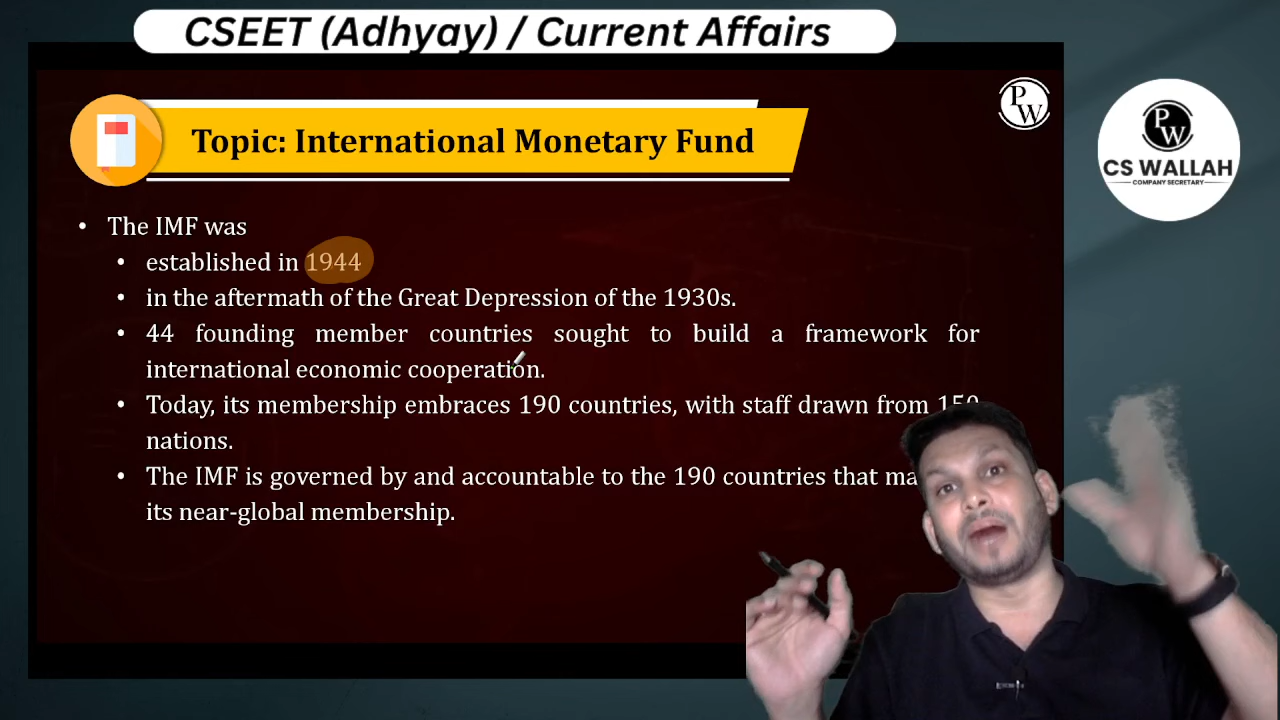 CSEET (Adhyay) / Current Affairs
P
W
Topic: International Monetary Fund
P
W
CS WALLAH
COMPANY SECRETARY
• The IMF was
• established in 1944
• in the aftermath of the Great Depression of the 1930s.
• 44 founding member countries sought to build a framework for
international economic cooperation.
• Today, its membership embraces 190 countries, with staff drawn from 150
nations.
• The IMF is governed by and accountable to the 190 countries that
its near-global membership.